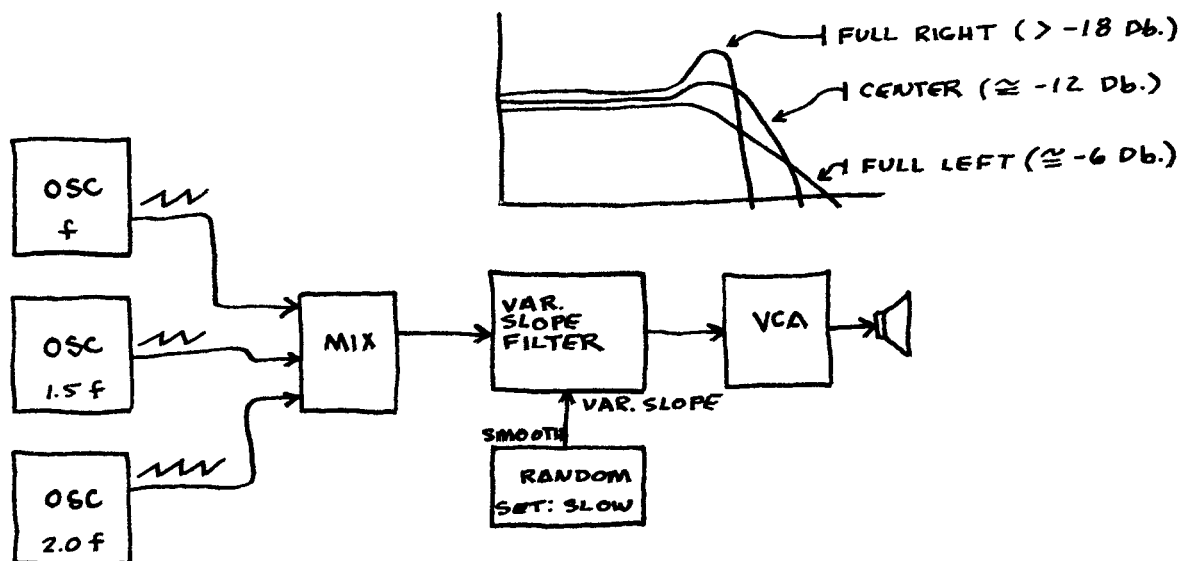 FULL RIGHT (> -18 Db.)
CENTER (≅ -12 Db.)
FULL LEFT (≅ -6 Db.)
OSC
f
OSC
1.5 f
OSC
2.0 f
MIX
VAR.
SLOPE
FILTER
VCA
VAR. SLOPE
SMOOTH
RANDOM
SET: SLOW